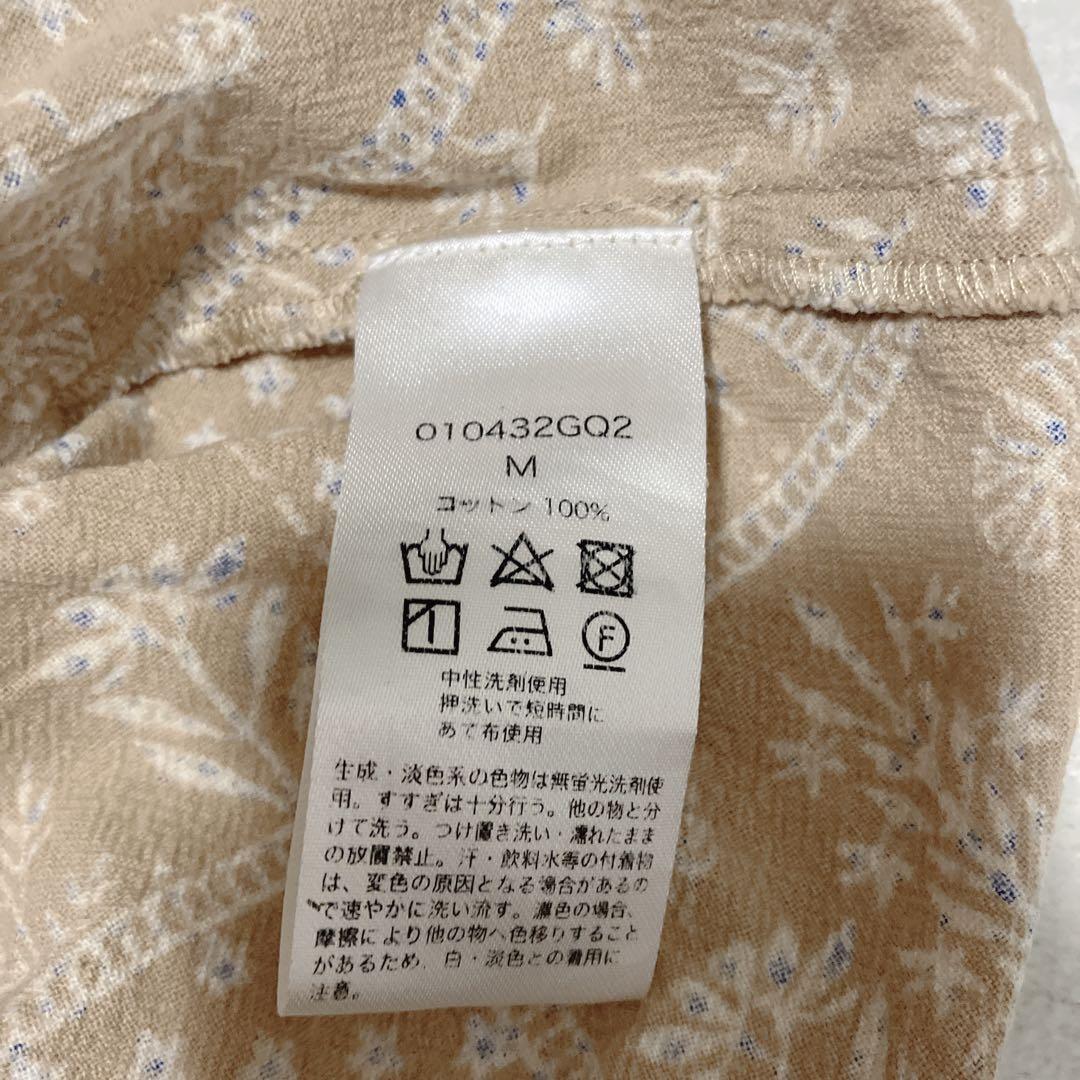 010432GQ2
M
コットン 100%
F
中性洗剤使用
押洗いで短時間に
あて布使用
生成・淡色系の色物は無蛍光洗剤使
用。すすぎは十分行う。他の物と分
けて洗う。つけ置き洗い・濡れたまま
の放置禁止。汗・飲料水等の付着物
は、変色の原因となる場合があるの
で速やかに洗い流す。濃色の場合、
摩擦により他の物へ色移りすること
があるため、白・淡色との着用に
注意。